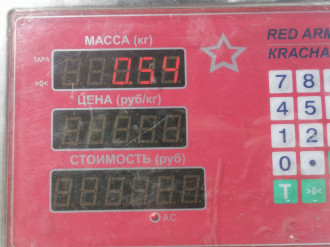 МАССА (кг)
RED ARM
ТАРА
KRACHA
>0<
0.54
7 8
ЦЕНА (руб/кг)
4 5
1 2
СТОИМОСТЬ (руб)
0 .
T >0<
AC